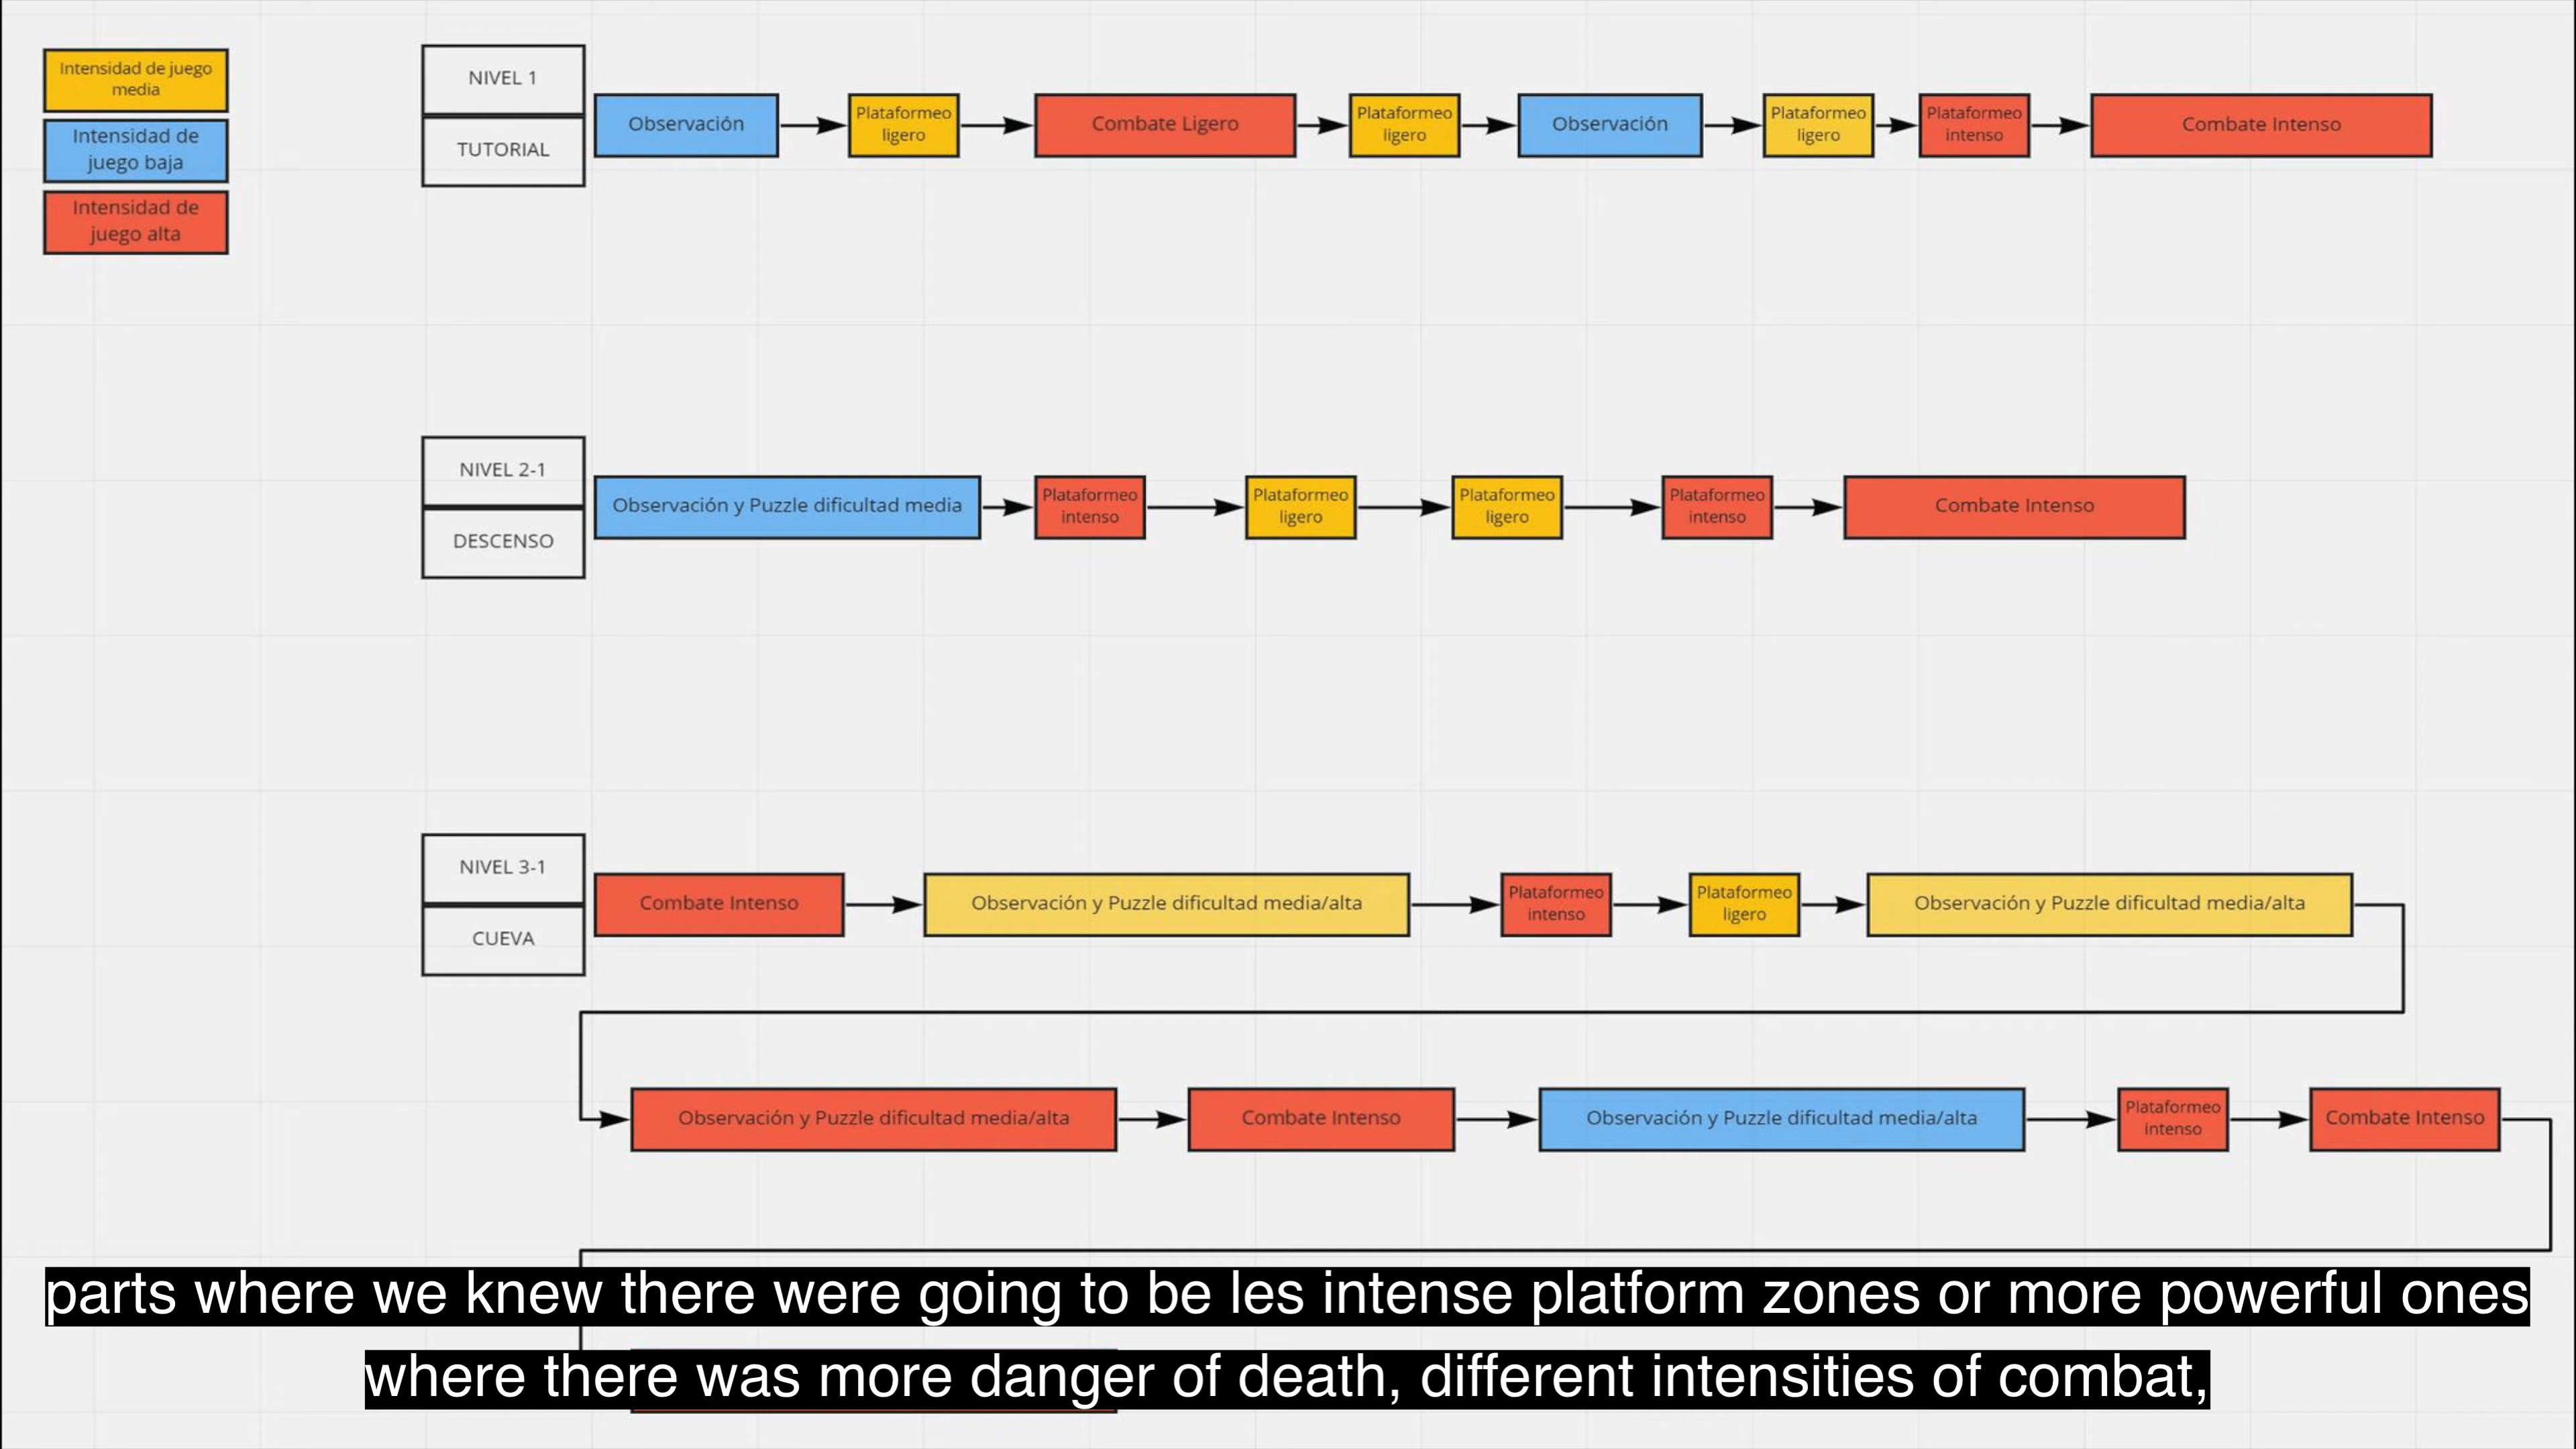 Intensidad de juego
media
Intensidad de
juego baja
Intensidad de
juego alta
NIVEL 1
TUTORIAL
Observación
Plataformeo
ligero
Combate Ligero
Plataformeo
ligero
Observación
Plataformeo
ligero
Plataformeo
intenso
Combate Intenso
NIVEL 2-1
DESCENSO
Observación y Puzzle dificultad media
Plataformeo
intenso
Plataformeo
ligero
Plataformeo
ligero
Plataformeo
intenso
Combate Intenso
NIVEL 3-1
CUEVA
Combate Intenso
Observación y Puzzle dificultad media/alta
Plataformeo
intenso
Plataformeo
ligero
Observación y Puzzle dificultad media/alta
Observación y Puzzle dificultad media/alta
Combate Intenso
Observación y Puzzle dificultad media/alta
Plataformeo
intenso
Combate Intenso
parts where we knew there were going to be les intense platform zones or more powerful ones
where there was more danger of death, different intensities of combat,